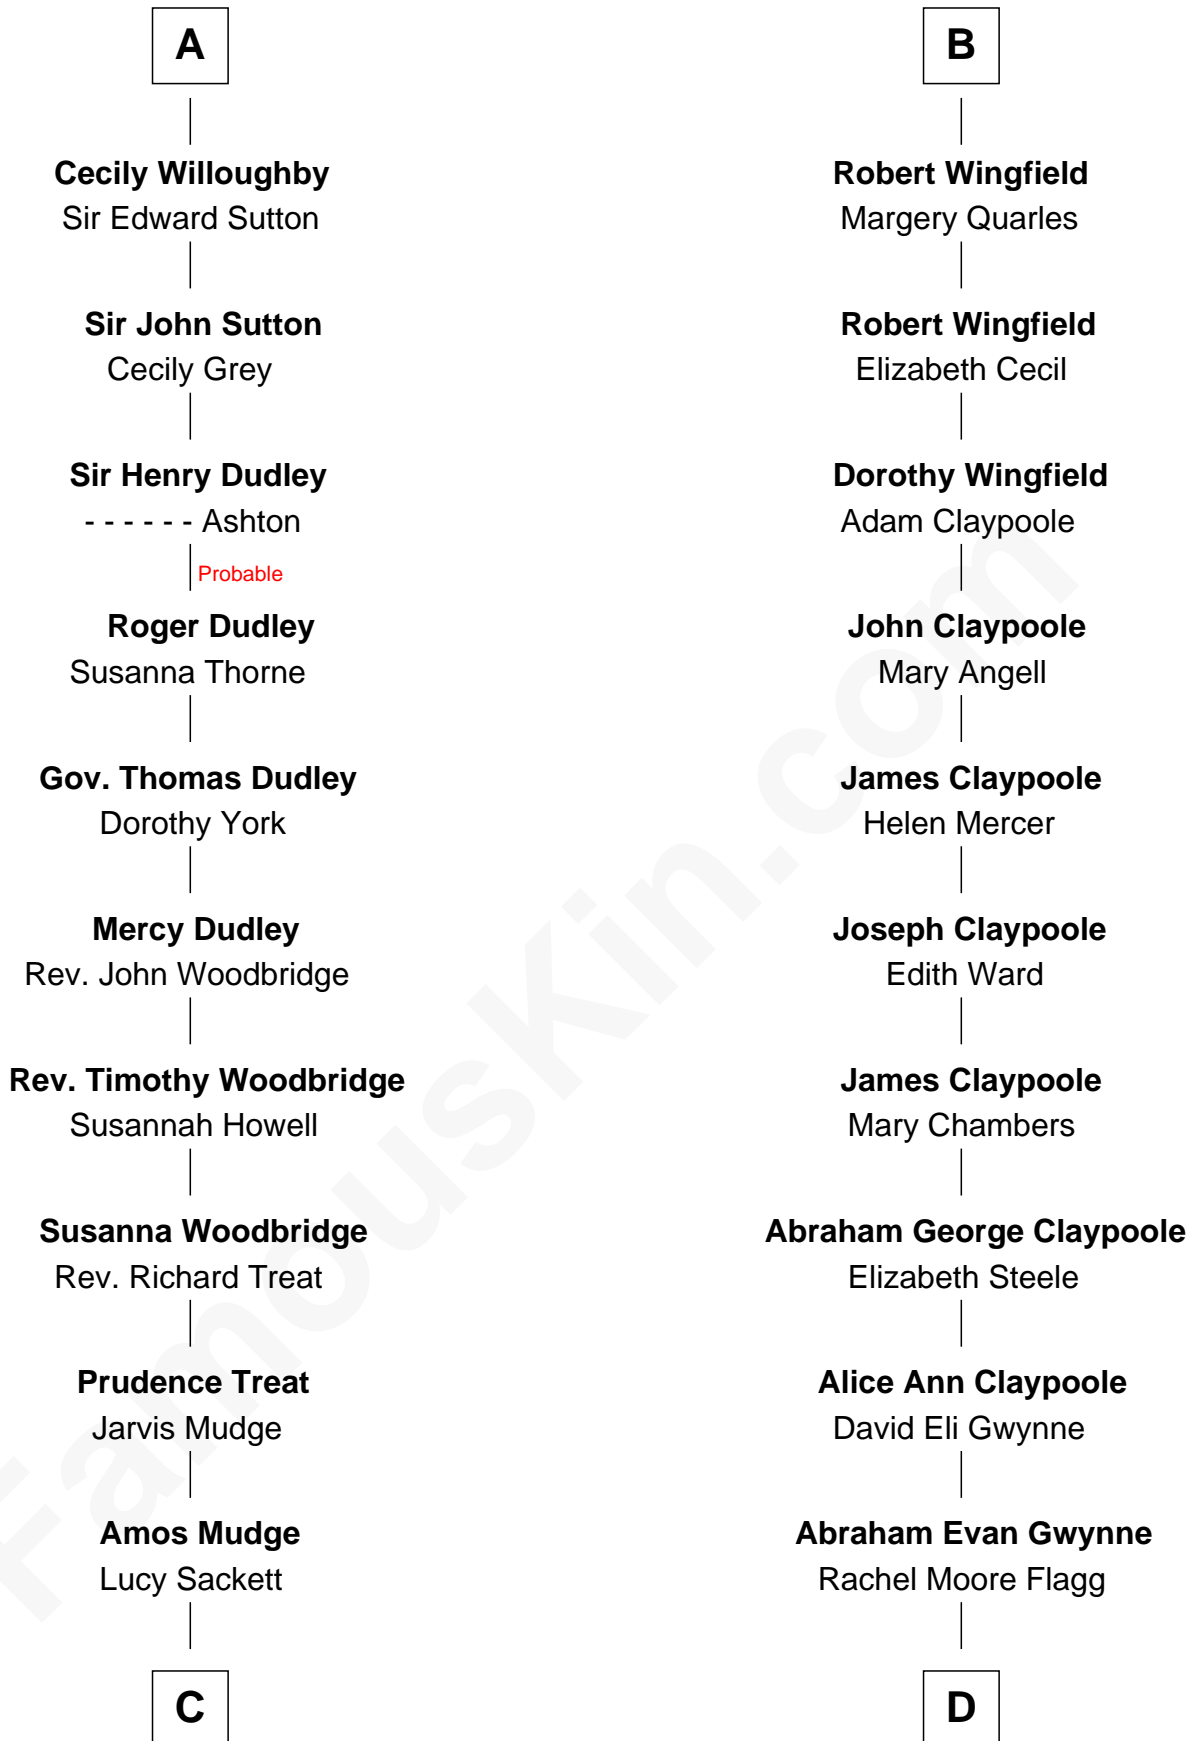 A
Cecily Willoughby
Sir Edward Sutton
Sir John Sutton
Cecily Grey
Sir Henry Dudley
- - - - - - Ashton
Probable
Roger Dudley
Susanna Thorne
Gov. Thomas Dudley
Dorothy York
Mercy Dudley
Rev. John Woodbridge
Rev. Timothy Woodbridge
Susannah Howell
Susanna Woodbridge
Rev. Richard Treat
Prudence Treat
Jarvis Mudge
Amos Mudge
Lucy Sackett
C
B
Robert Wingfield
Margery Quarles
Robert Wingfield
Elizabeth Cecil
Dorothy Wingfield
Adam Claypoole
John Claypoole
Mary Angell
James Claypoole
Helen Mercer
Joseph Claypoole
Edith Ward
James Claypoole
Mary Chambers
Abraham George Claypoole
Elizabeth Steele
Alice Ann Claypoole
David Eli Gwynne
Abraham Evan Gwynne
Rachel Moore Flagg
D
FamousKin.com